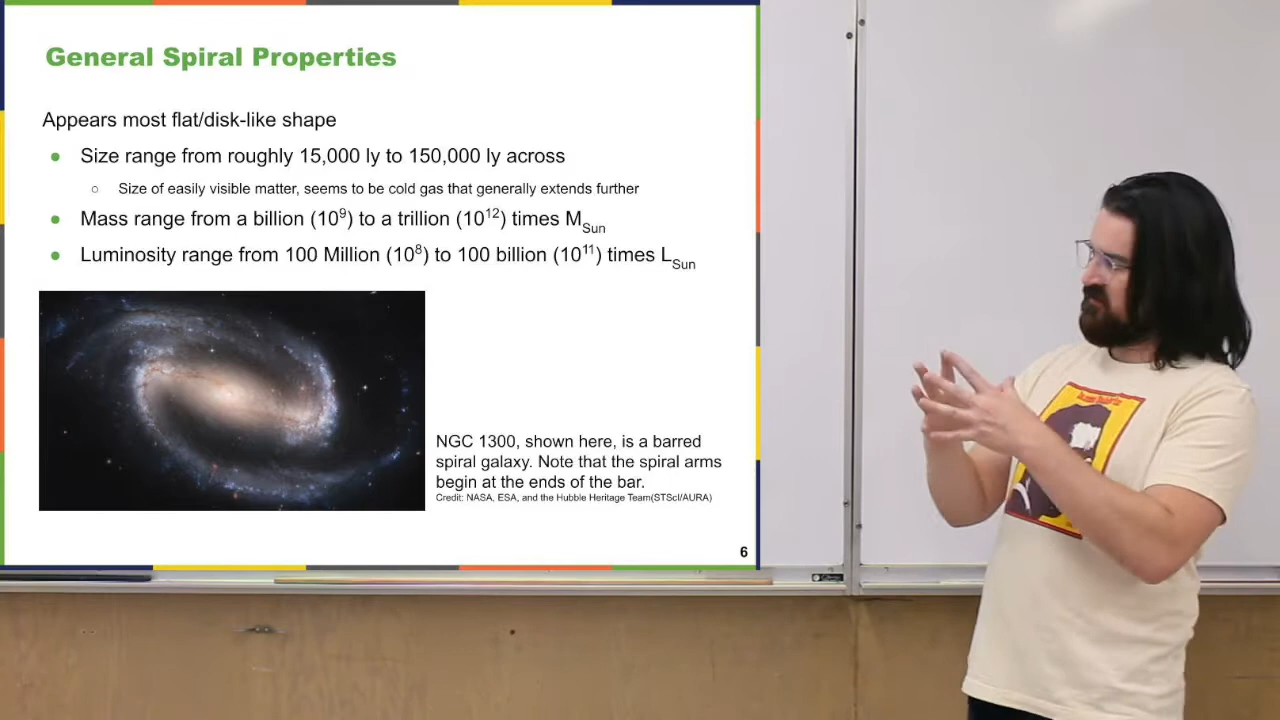 General Spiral Properties
Appears most flat/disk-like shape
● Size range from roughly 15,000 ly to 150,000 ly across
○ Size of easily visible matter, seems to be cold gas that generally extends further
● Mass range from a billion (10⁹) to a trillion (10¹²) times M_Sun
● Luminosity range from 100 Million (10⁸) to 100 billion (10¹¹) times L_Sun
NGC 1300, shown here, is a barred
spiral galaxy. Note that the spiral arms
begin at the ends of the bar.
Credit: NASA, ESA, and the Hubble Heritage Team(STScI/AURA)
6